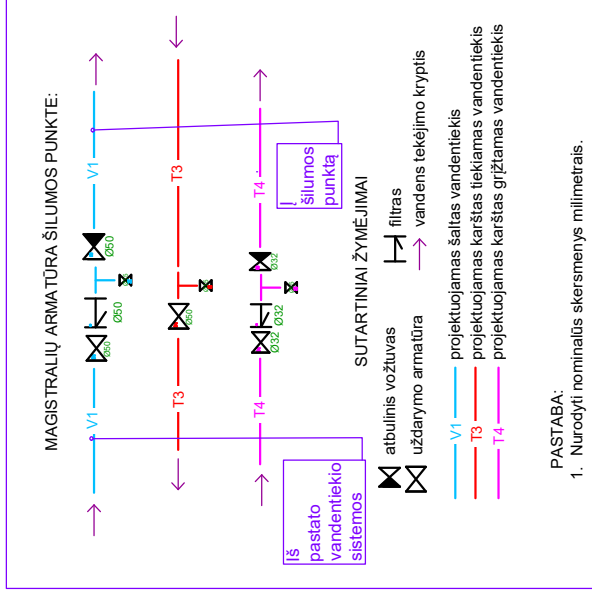 MAGISTRALIŲ ARMATŪRA ŠILUMOS PUNKTE:
V1
Ø50
Ø50
Ø50
V1
T3
Ø50
T3
T4
Ø32
Ø32
Ø32
T4
Iš
pastato
vandentiekio
sistemos
Į
šilumos
punktą
SUTARTINIAI ŽYMĖJIMAI
atbulinis vožtuvas
uždarymo armatūra
filtras
vandens tekėjimo kryptis
V1 projektuojamas šaltas vandentiekis
T3 projektuojamas karštas tiekiamas vandentiekis
T4 projektuojamas karštas grįžtamas vandentiekis
PASTABA:
1. Nurodyti nominalūs skersmenys milimetrais.